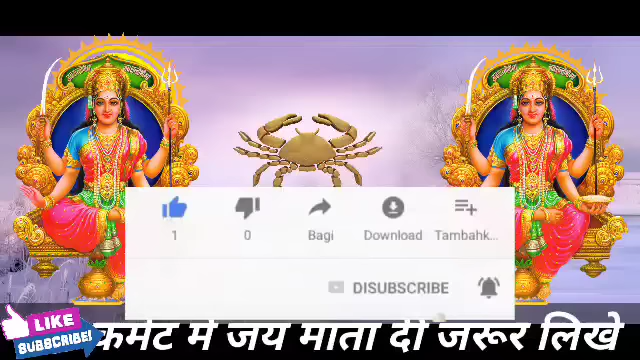 1
0
Bagi
Download
Tambahk...
DISUBSCRIBE
LIKE
SUBSCRIBE!
कमेंट में जय माता दी जरूर लिखे